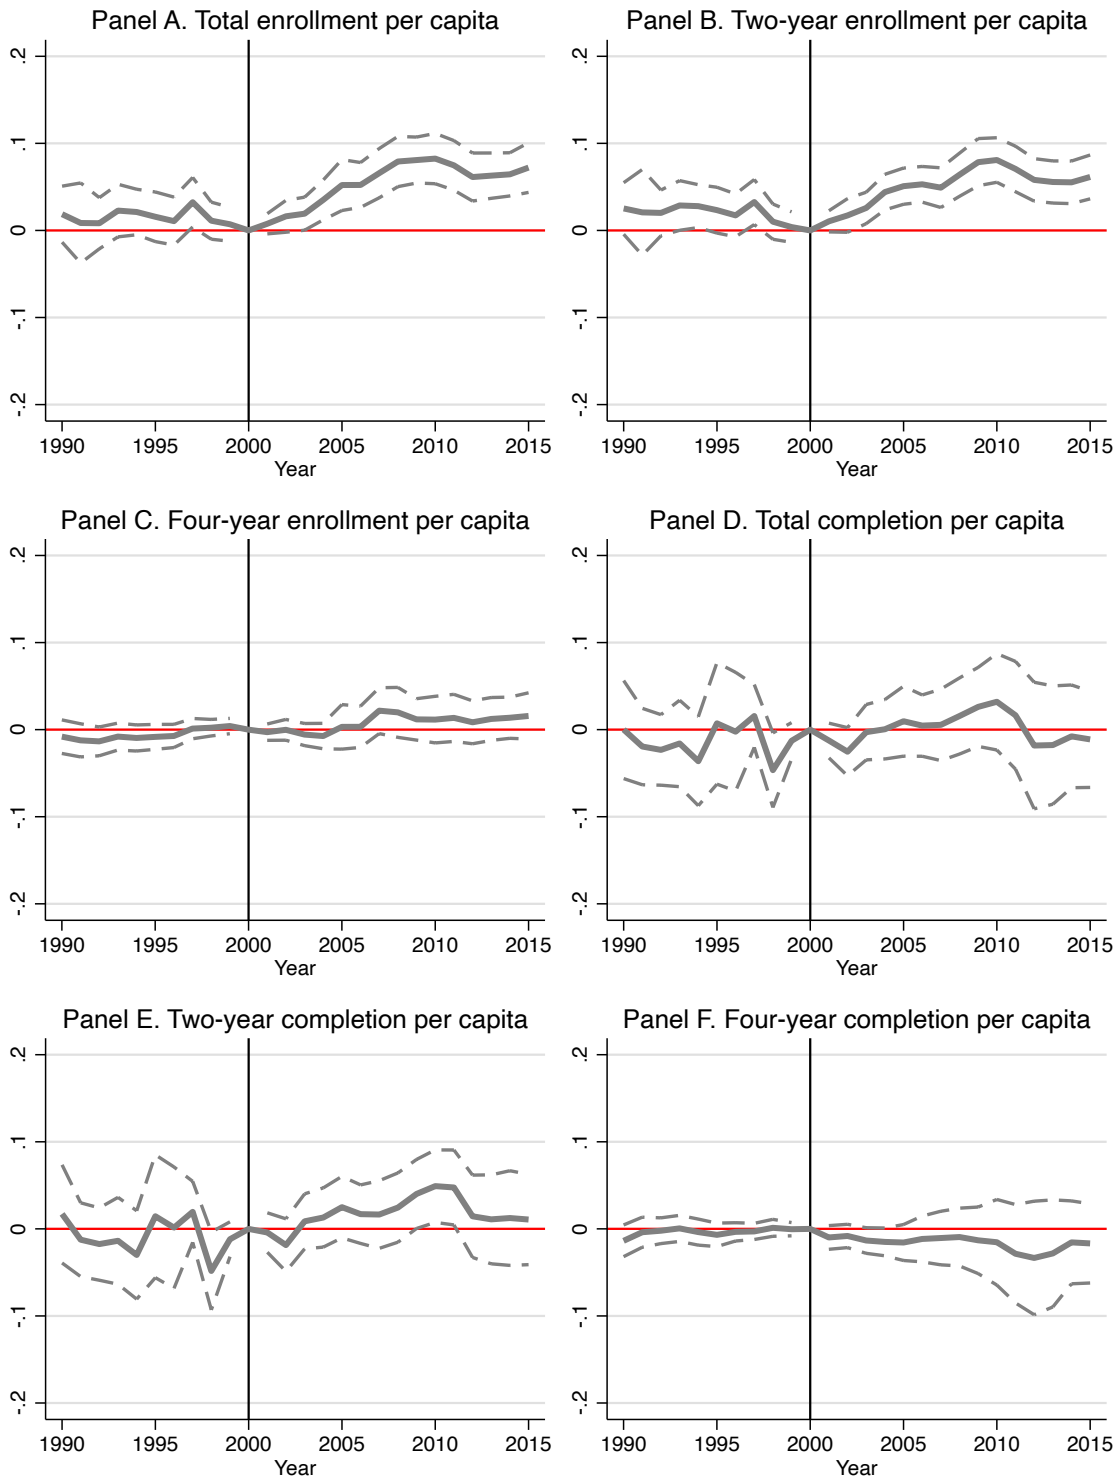 Panel A. Total enrollment per capita
.2
.1
0
-.1
-.2
1990 1995 2000 2005 2010 2015
Year
Panel B. Two-year enrollment per capita
.2
.1
0
-.1
-.2
1990 1995 2000 2005 2010 2015
Year
Panel C. Four-year enrollment per capita
.2
.1
0
-.1
-.2
1990 1995 2000 2005 2010 2015
Year
Panel D. Total completion per capita
.2
.1
0
-.1
-.2
1990 1995 2000 2005 2010 2015
Year
Panel E. Two-year completion per capita
.2
.1
0
-.1
-.2
1990 1995 2000 2005 2010 2015
Year
Panel F. Four-year completion per capita
.2
.1
0
-.1
-.2
1990 1995 2000 2005 2010 2015
Year